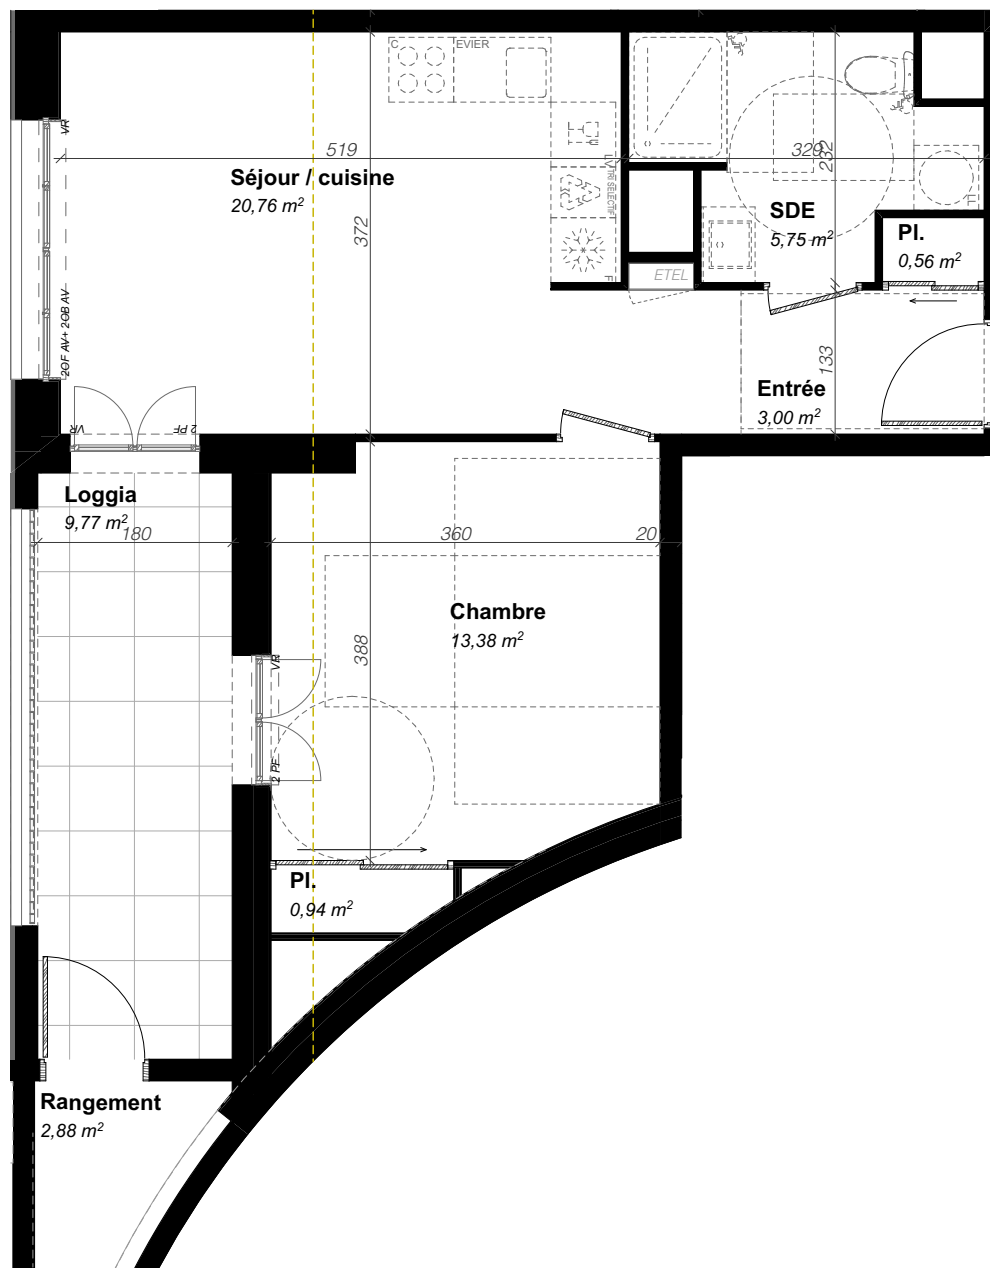 C
EVIER
VR
519
329
232
Séjour / cuisine
20,76 m²
372
LV
TRI SELECTIF
SDE
5,75 m²
LL
Pl.
0,56 m²
F
ETEL
2OF AV+ 2OB AV
133
Entrée
3,00 m²
VR
2 PF
Loggia
9,77 m²
180
360
20
Chambre
13,38 m²
388
VR
2 PF
Pl.
0,94 m²
Rangement
2,88 m²